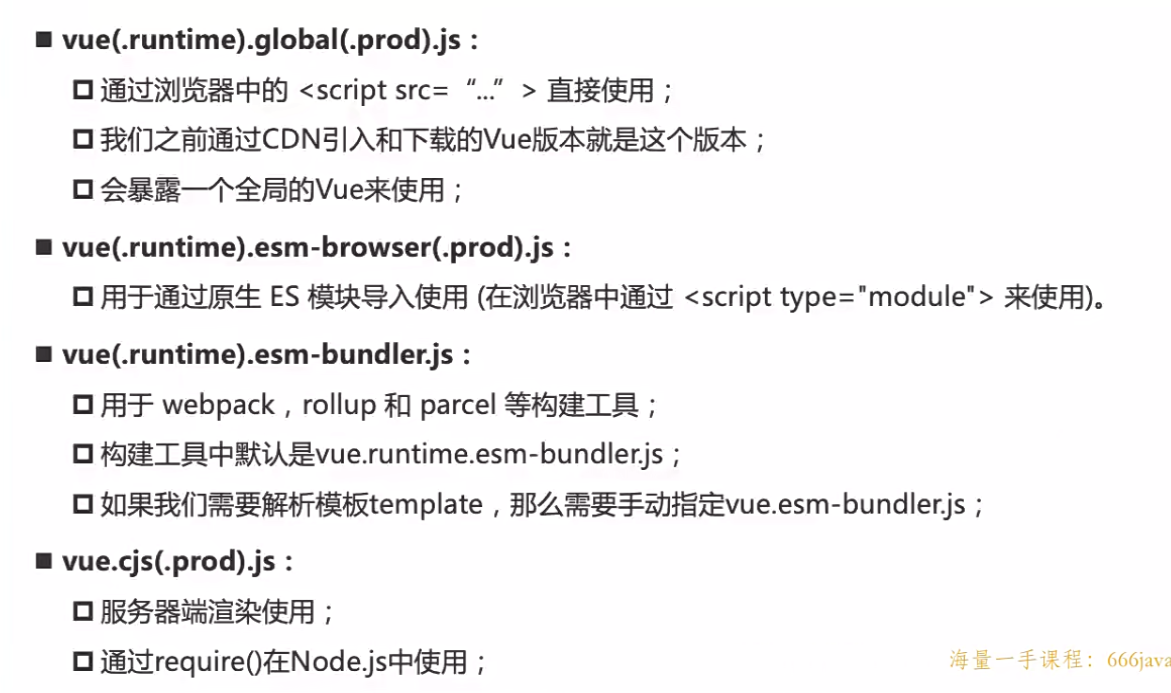 ■ vue(.runtime).global(.prod).js：
□ 通过浏览器中的 <script src=“...”> 直接使用；
□ 我们之前通过CDN引入和下载的Vue版本就是这个版本；
□ 会暴露一个全局的Vue来使用；
■ vue(.runtime).esm-browser(.prod).js：
□ 用于通过原生 ES 模块导入使用 (在浏览器中通过 <script type="module"> 来使用)。
■ vue(.runtime).esm-bundler.js：
□ 用于 webpack，rollup 和 parcel 等构建工具；
□ 构建工具中默认是vue.runtime.esm-bundler.js；
□ 如果我们需要解析模板template，那么需要手动指定vue.esm-bundler.js；
■ vue.cjs(.prod).js：
□ 服务器端渲染使用；
□ 通过require()在Node.js中使用；
海量一手课程：666java